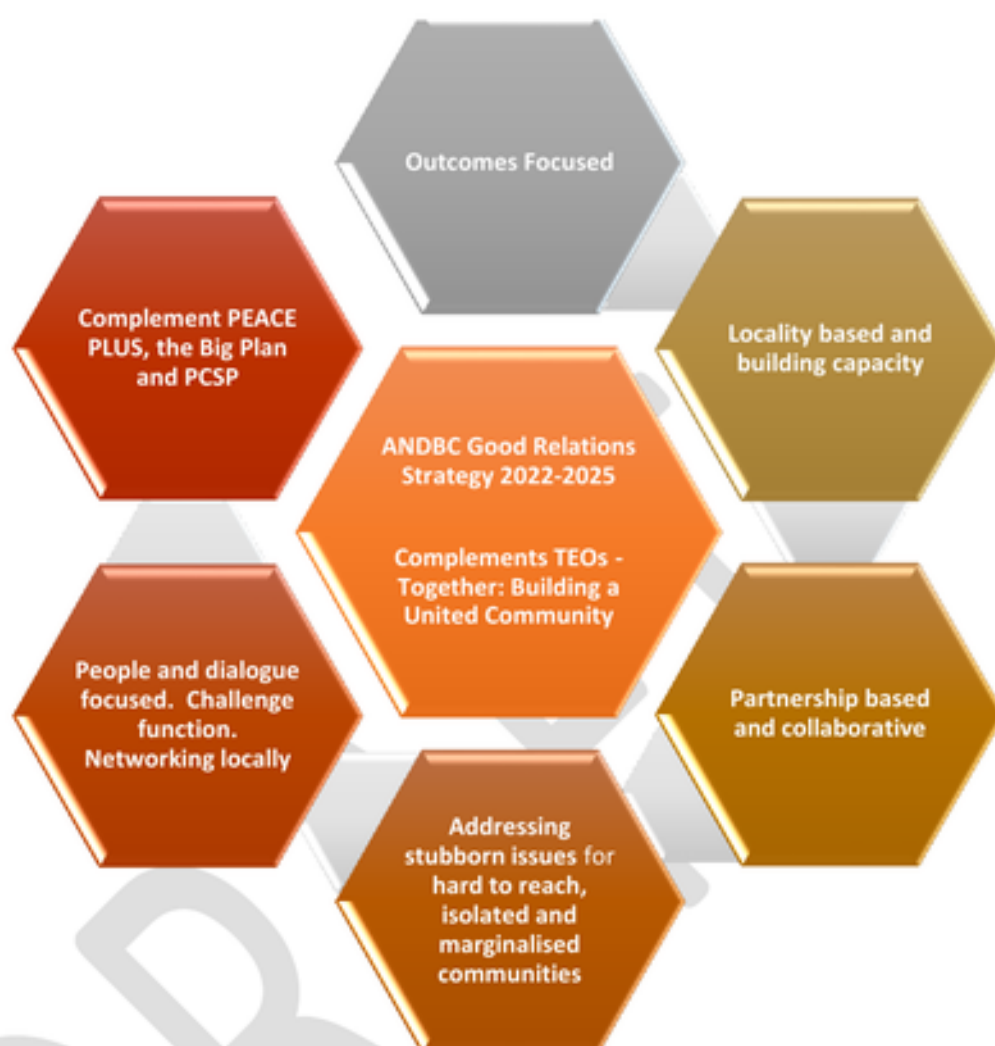 Outcomes Focused
Complement PEACE
PLUS, the Big Plan
and PCSP
Locality based and
building capacity
ANDBC Good Relations
Strategy 2022-2025
Complements TEOs -
Together: Building a
United Community
People and dialogue
focused. Challenge
function.
Networking locally
Partnership based
and collaborative
Addressing
stubborn issues for
hard to reach,
isolated and
marginalised
communities